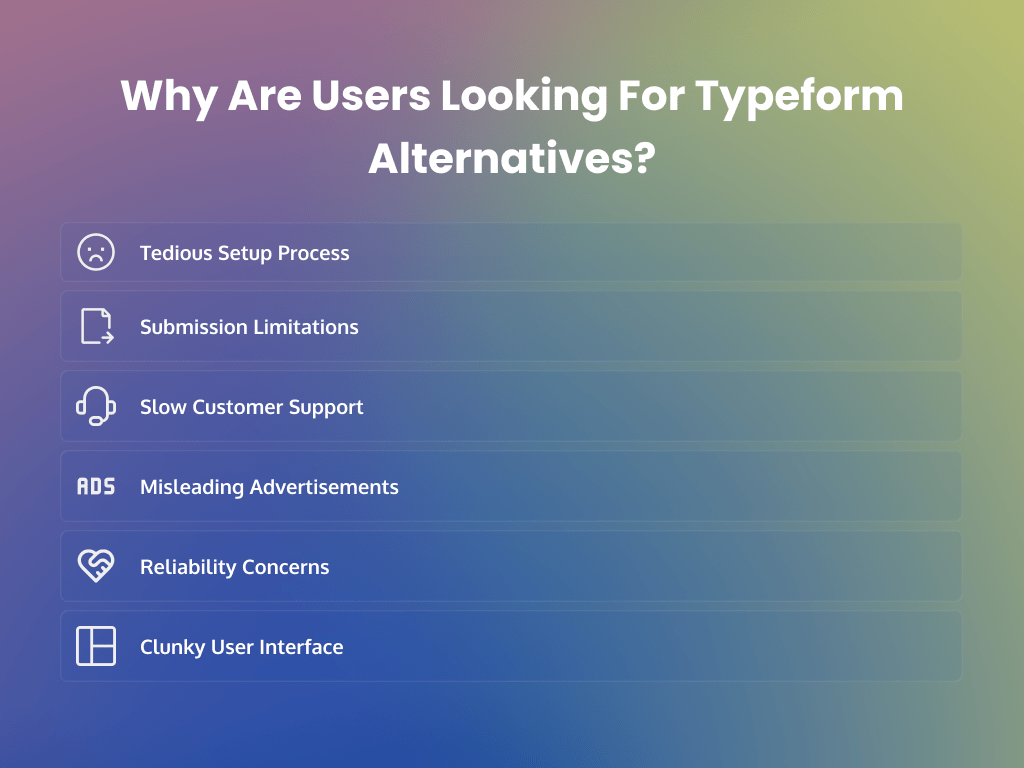 Why Are Users Looking For Typeform
Alternatives?
Tedious Setup Process
Submission Limitations
Slow Customer Support
ADS
Misleading Advertisements
Reliability Concerns
Clunky User Interface